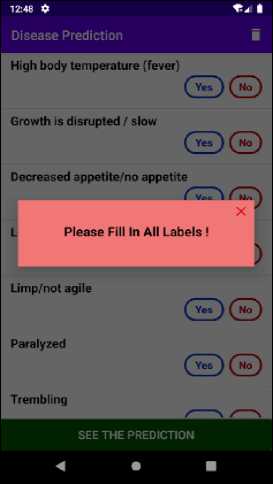 12:48
Disease Prediction
High body temperature (fever)
Yes No
Growth is disrupted / slow
Yes No
Decreased appetite/no appetite
Yes No
Please Fill In All Labels !
Limp/not agile
Yes No
Paralyzed
Yes No
Trembling
SEE THE PREDICTION